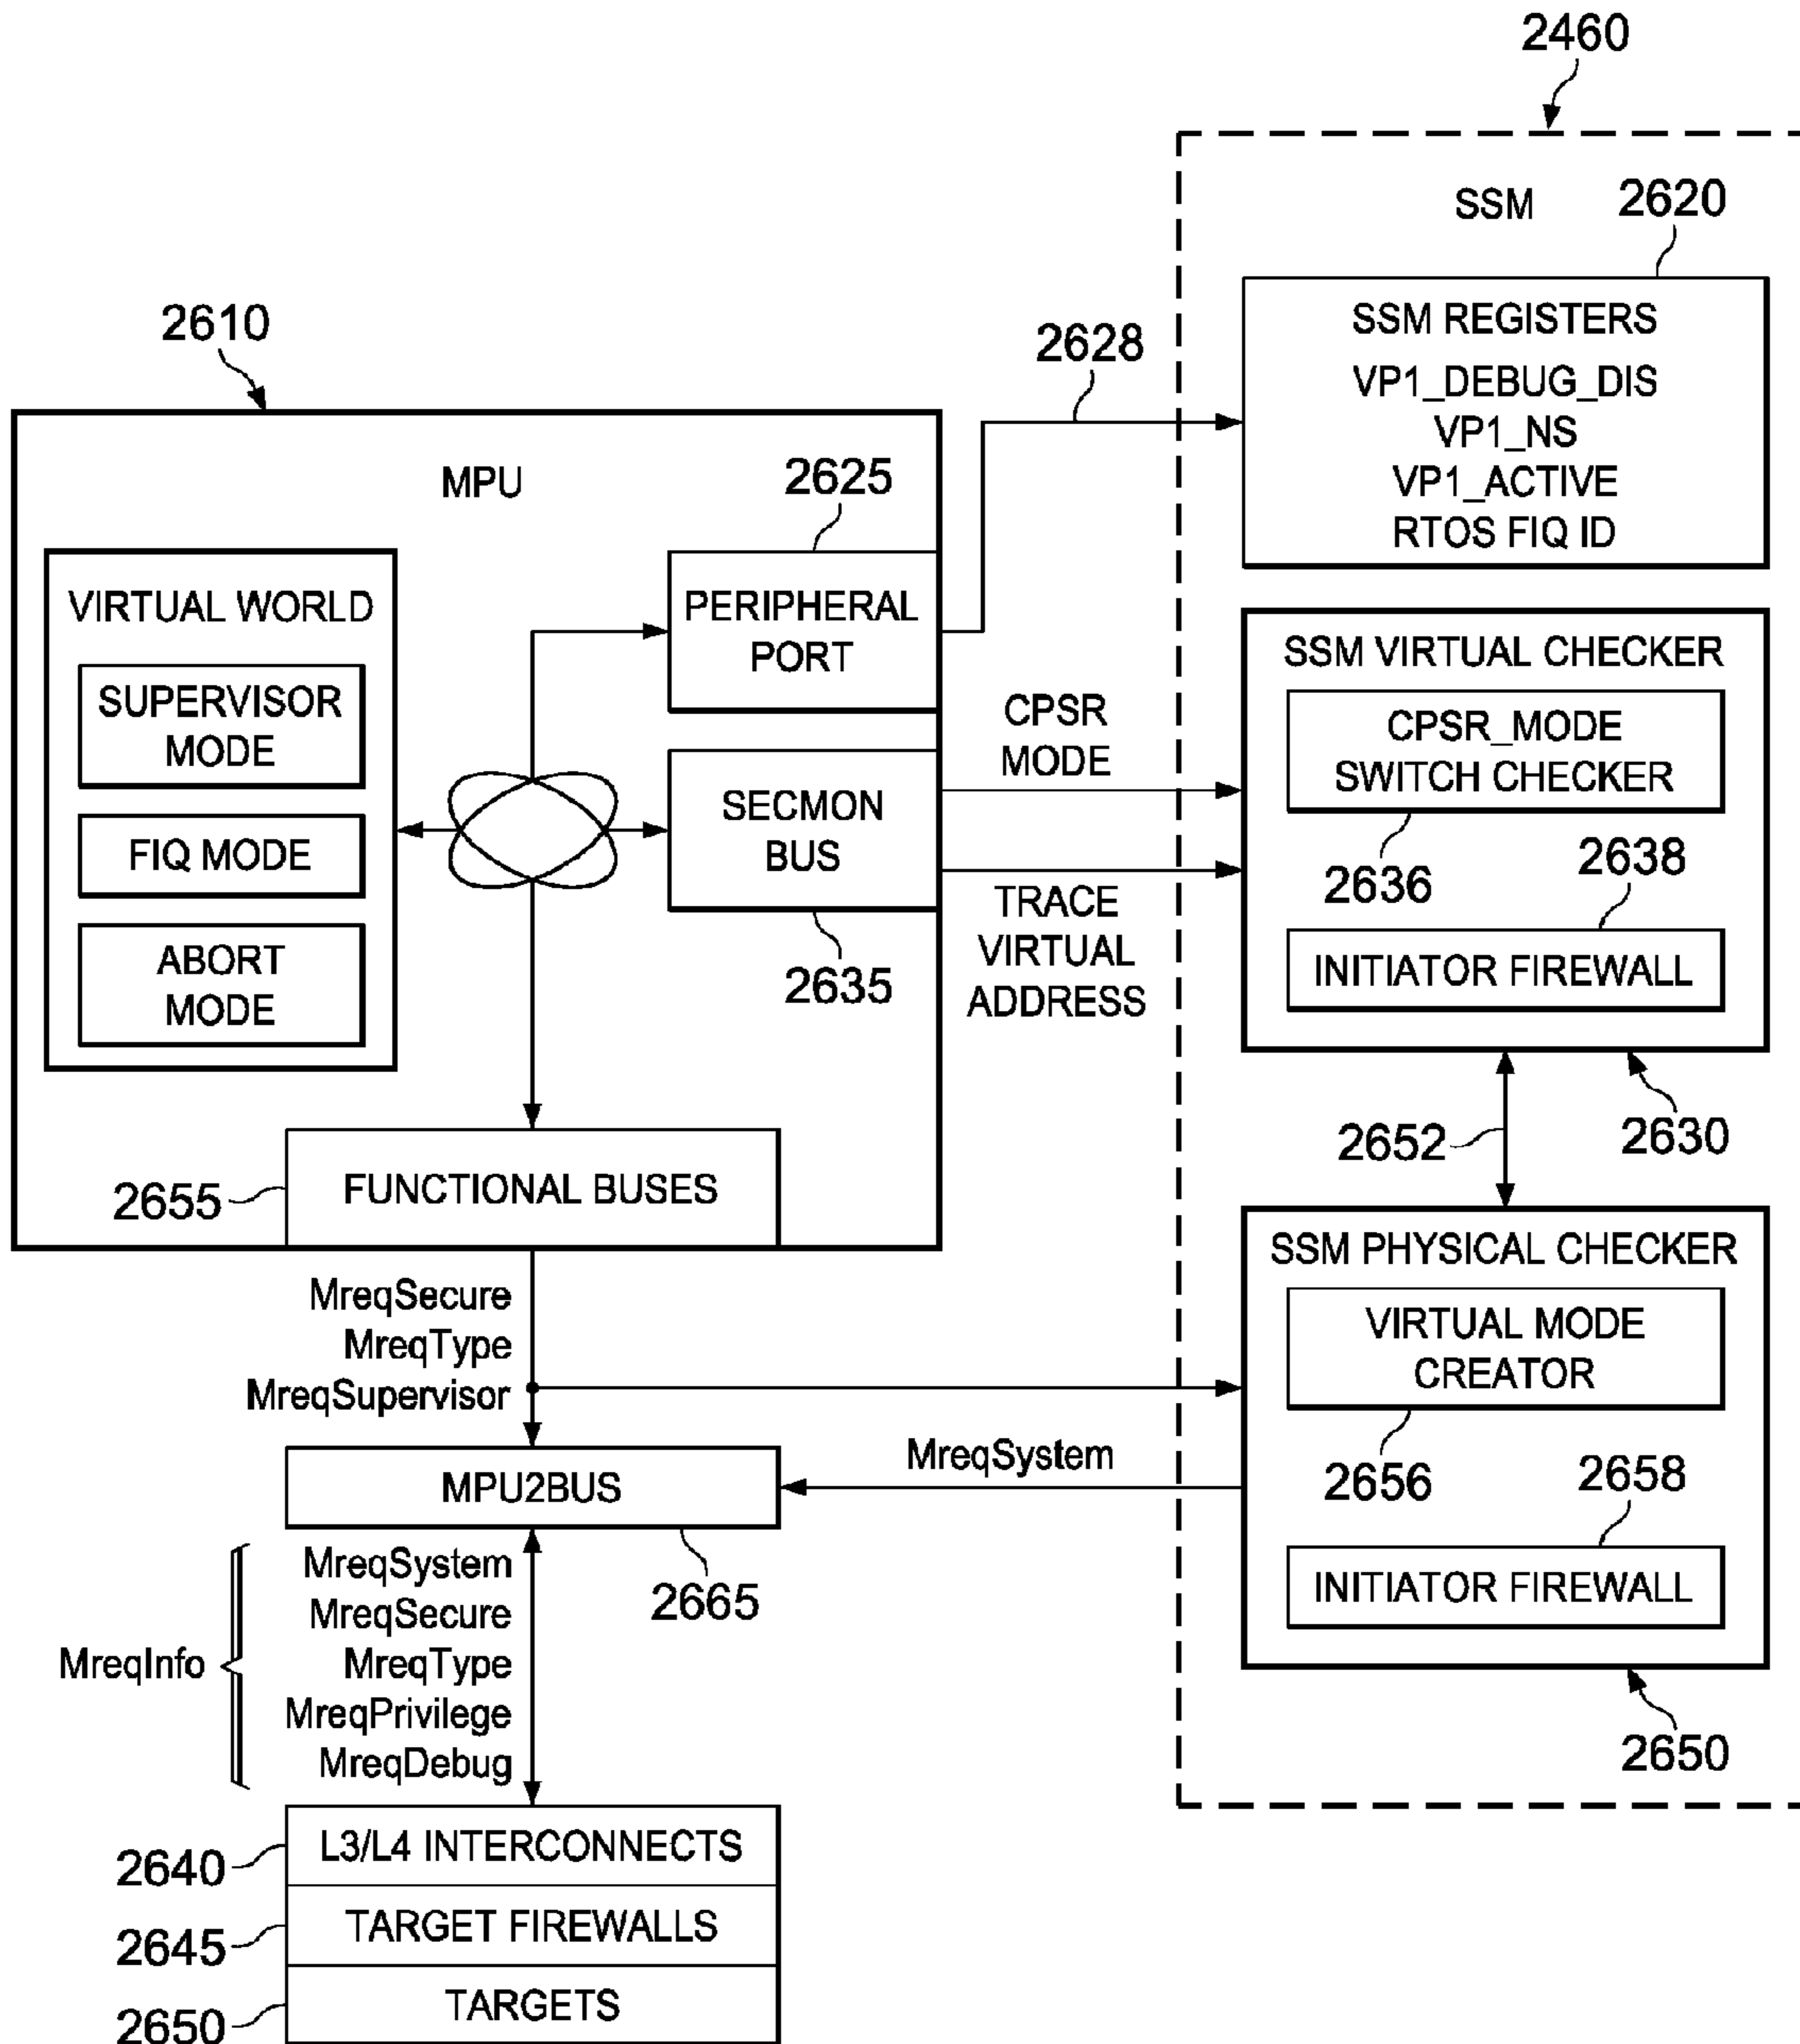 2460
SSM
2620
SSM REGISTERS
VP1_DEBUG_DIS
VP1_NS
VP1_ACTIVE
RTOS FIQ ID
2610
2628
MPU
2625
VIRTUAL WORLD
SUPERVISOR
MODE
FIQ MODE
ABORT
MODE
PERIPHERAL
PORT
SECMON
BUS
2635
CPSR
MODE
TRACE
VIRTUAL
ADDRESS
SSM VIRTUAL CHECKER
CPSR_MODE
SWITCH CHECKER
2636
2638
INITIATOR FIREWALL
2630
2652
2655
FUNCTIONAL BUSES
SSM PHYSICAL CHECKER
VIRTUAL MODE
CREATOR
2656
2658
INITIATOR FIREWALL
2650
MreqSecure
MreqType
MreqSupervisor
MreqSystem
MPU2BUS
2665
MreqInfo
MreqSystem
MreqSecure
MreqType
MreqPrivilege
MreqDebug
2640
L3/L4 INTERCONNECTS
2645
TARGET FIREWALLS
2650
TARGETS